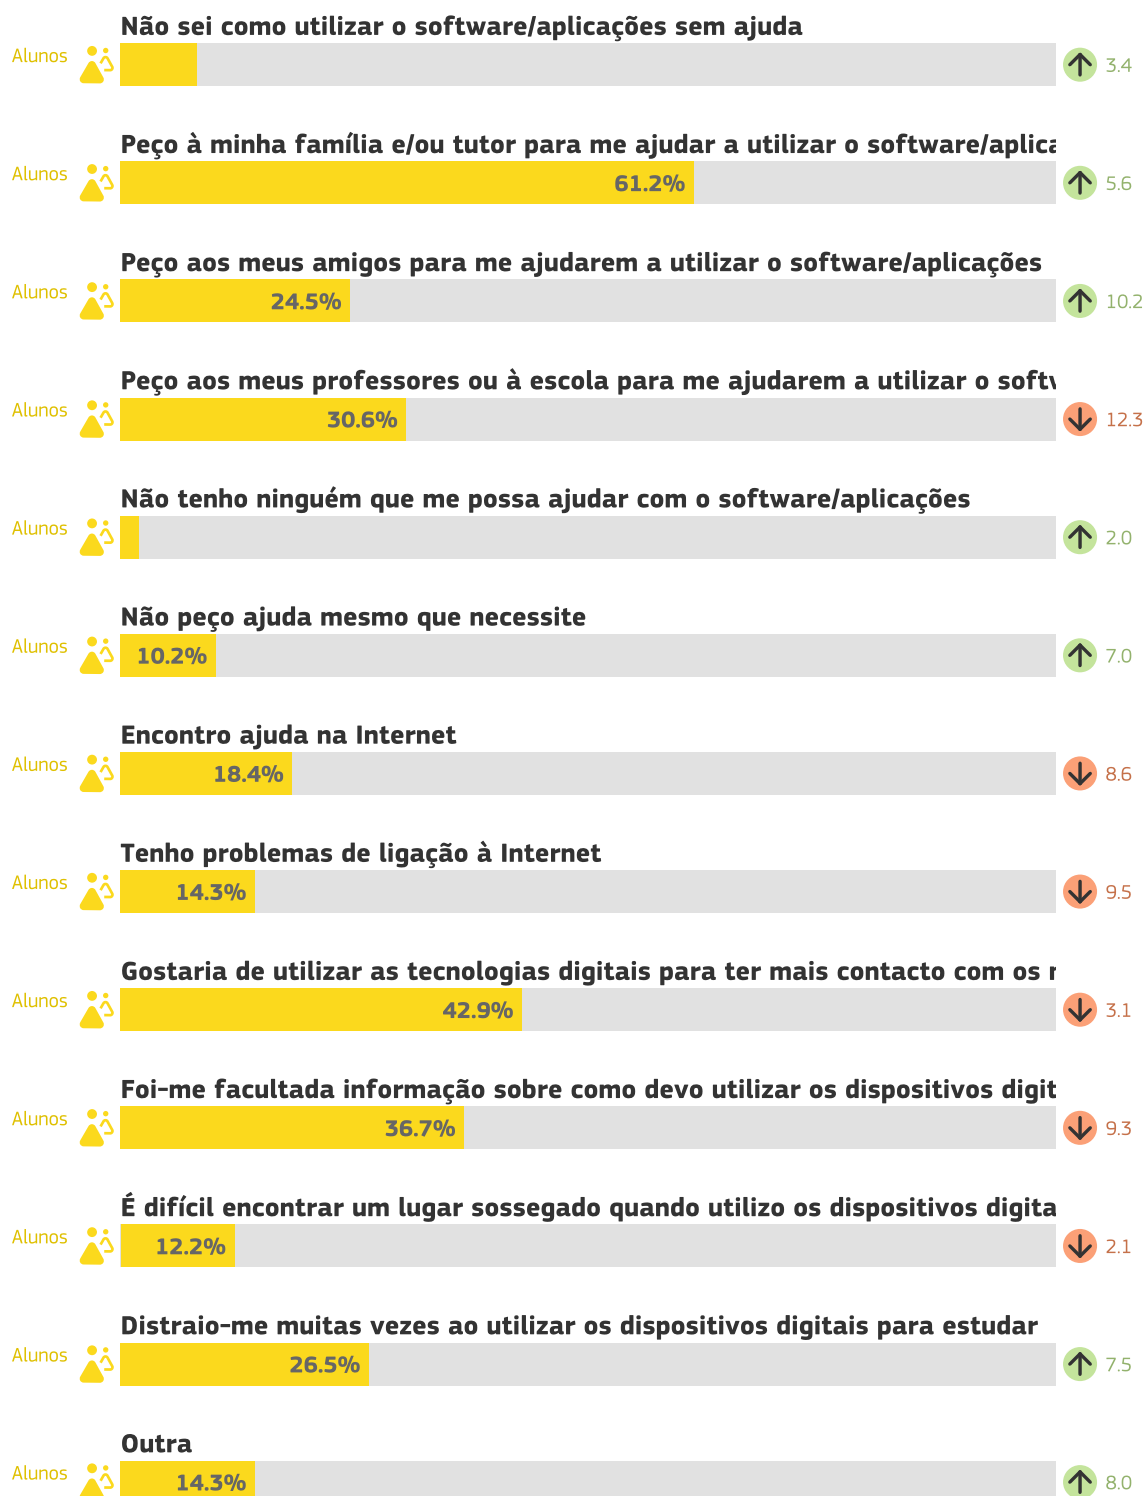 Não sei como utilizar o software/aplicações sem ajuda
Alunos 3.4
Peço à minha família e/ou tutor para me ajudar a utilizar o software/aplica
Alunos 61.2% 5.6
Peço aos meus amigos para me ajudarem a utilizar o software/aplicações
Alunos 24.5% 10.2
Peço aos meus professores ou à escola para me ajudarem a utilizar o soft
Alunos 30.6% 12.3
Não tenho ninguém que me possa ajudar com o software/aplicações
Alunos 2.0
Não peço ajuda mesmo que necessite
Alunos 10.2% 7.0
Encontro ajuda na Internet
Alunos 18.4% 8.6
Tenho problemas de ligação à Internet
Alunos 14.3% 9.5
Gostaria de utilizar as tecnologias digitais para ter mais contacto com os
Alunos 42.9% 3.1
Foi-me facultada informação sobre como devo utilizar os dispositivos digit
Alunos 36.7% 9.3
É difícil encontrar um lugar sossegado quando utilizo os dispositivos digita
Alunos 12.2% 2.1
Distraio-me muitas vezes ao utilizar os dispositivos digitais para estudar
Alunos 26.5% 7.5
Outra
Alunos 14.3% 8.0